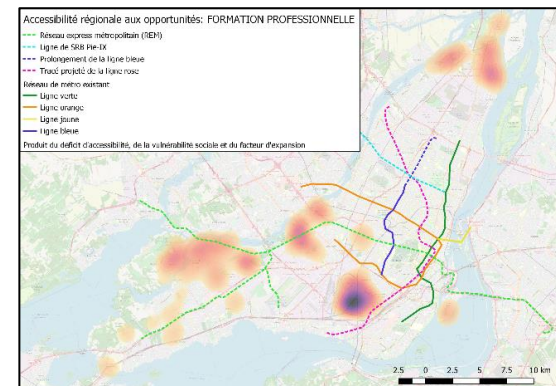 Accessibilité régionale aux opportunités: FORMATION PROFESSIONNELLE
Réseau express métropolitain (REM)
Ligne de SRB Pie-IX
Prolongement de la ligne bleue
Tracé projeté de la ligne rose
Réseau de métro existant
Ligne verte
Ligne orange
Ligne jaune
Ligne bleue
Produit du déficit d'accessibilité, de la vulnérabilité sociale et du facteur d'expansion
2.5 0 2.5 5 7.5 10 km